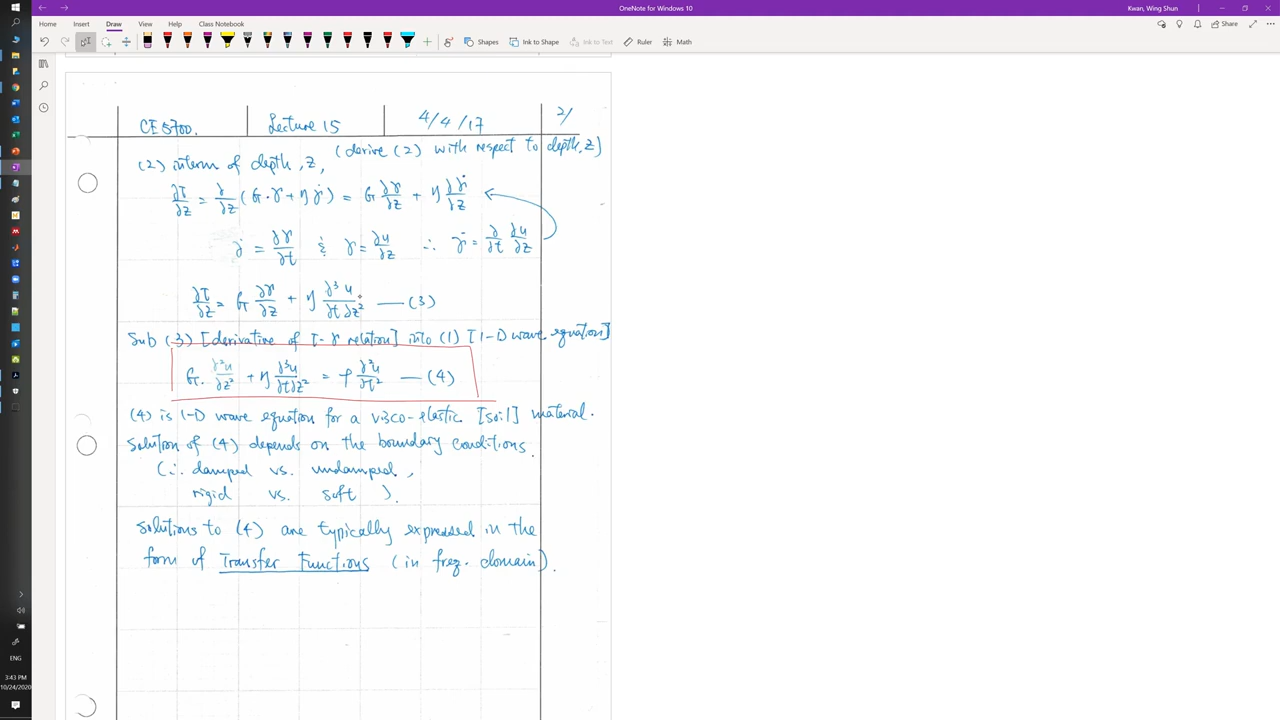 OneNote for Windows 10
Kwan, Wing Shun
Home Insert Draw View Help Class Notebook
Share
Shapes Ink to Shape Ink to Text Ruler Math
Lecture 15 4/4/17 2/
(derive (2) with respect to depth, z)
(2) interm of depth, z,
∂τ/∂z = ∂/∂z (G·γ + η γ̇) = G ∂γ/∂z + η ∂γ̇/∂z
γ̇ = ∂γ/∂t & γ = ∂u/∂z ∴ γ̇ = ∂/∂t ∂u/∂z
∂τ/∂z = G ∂γ/∂z + η ∂³u/∂t∂z² — (3)
Sub (3) [derivative of τ-γ relation] into (1) [1-D wave equation]
G· ∂²u/∂z² + η ∂³u/∂t∂z² = ρ ∂²u/∂t² — (4)
(4) is 1-D wave equation for a visco-elastic [soil] material.
Solution of (4) depends on the boundary conditions.
(∴ damped vs. undamped,
rigid vs. soft ).
Solutions to (4) are typically expressed in the
form of Transfer Functions (in freq. domain).
ENG
3:43 PM
10/24/2020